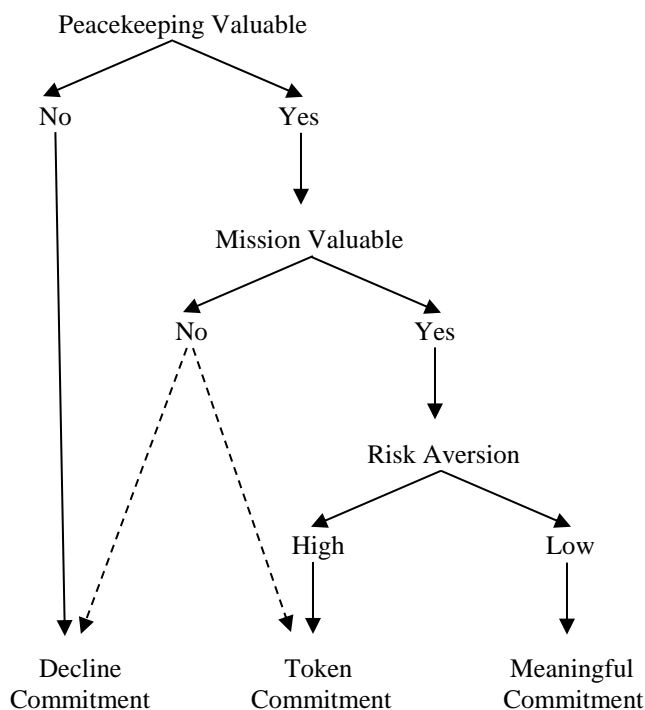 Peacekeeping Valuable
No
Yes
Mission Valuable
No
Yes
Risk Aversion
High
Low
Decline
Commitment
Token
Commitment
Meaningful
Commitment